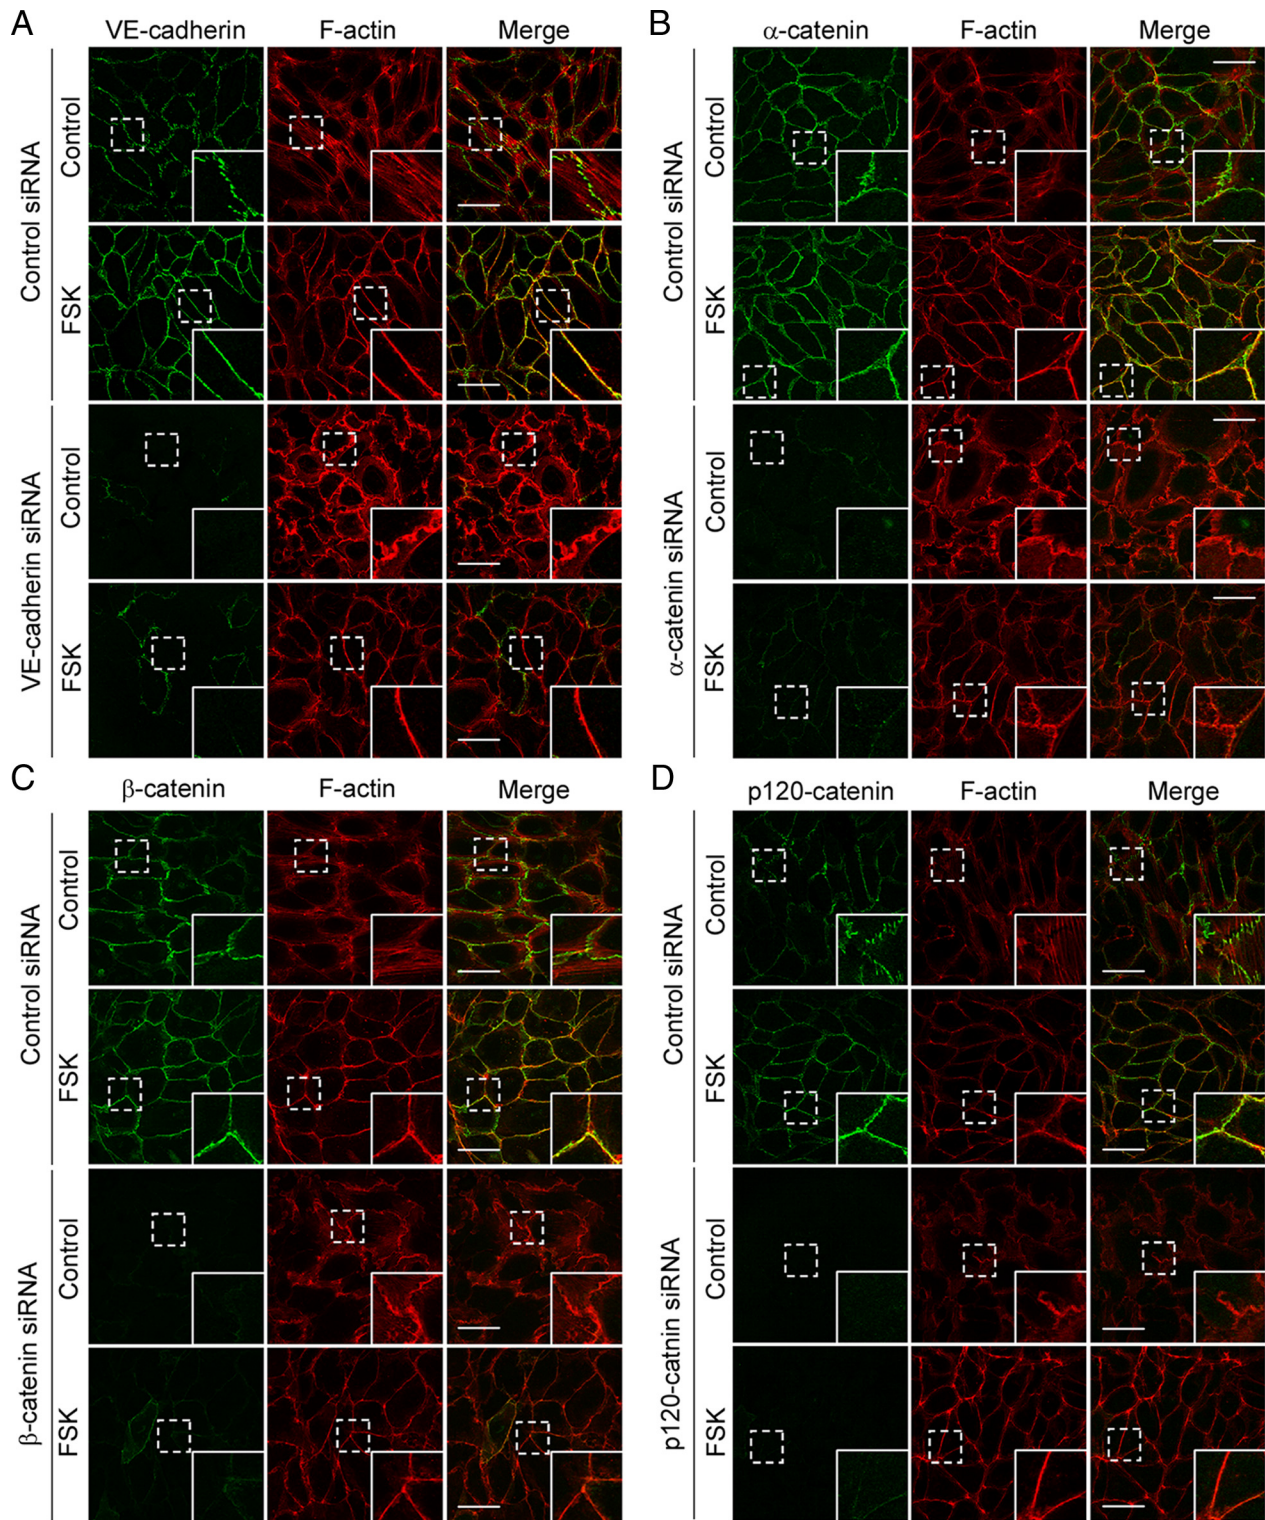 A
VE-cadherin F-actin Merge
Control siRNA
Control
FSK
VE-cadherin siRNA
Control
FSK
B
α-catenin F-actin Merge
Control siRNA
Control
FSK
α-catenin siRNA
Control
FSK
C
β-catenin F-actin Merge
Control siRNA
Control
FSK
β-catenin siRNA
Control
FSK
D
p120-catenin F-actin Merge
Control siRNA
Control
FSK
p120-catnin siRNA
Control
FSK